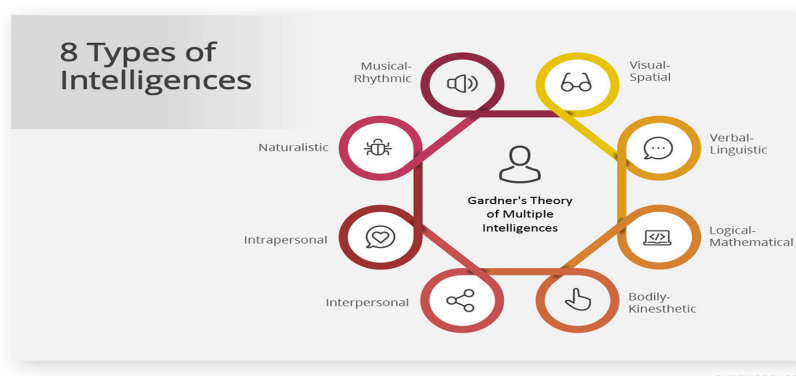 8 Types of
Intelligences
Musical-
Rhythmic
Visual-
Spatial
Naturalistic
Verbal-
Linguistic
Gardner's Theory
of Multiple
Intelligences
Intrapersonal
Logical-
Mathematical
Interpersonal
Bodily-
Kinesthetic